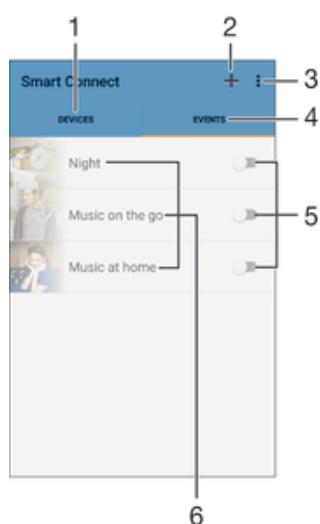 1
2
Smart Connect
3
DEVICES
EVENTS
4
Night
Music on the go
5
Music at home
6